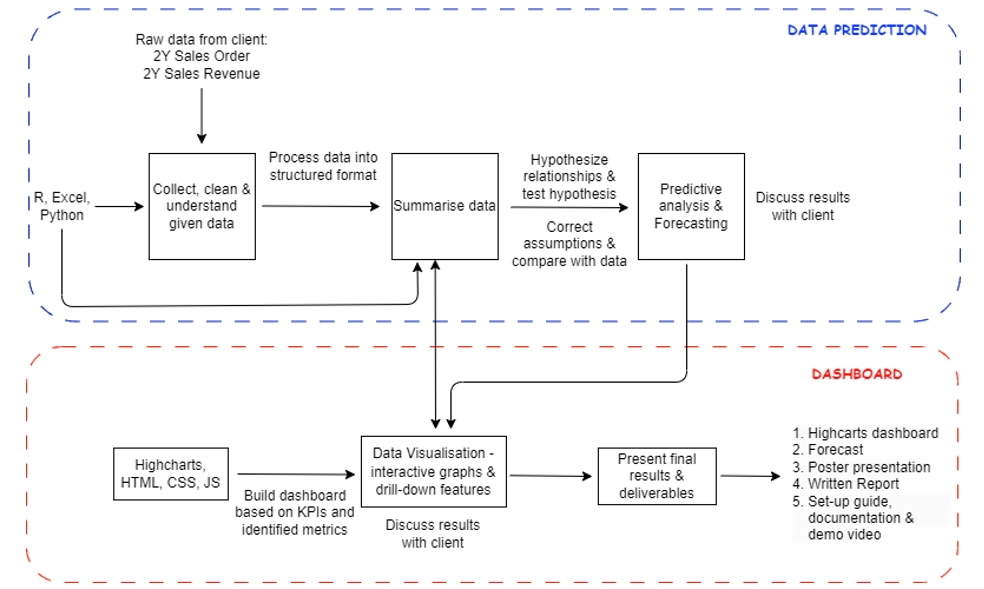 DATA PREDICTION
Raw data from client:
2Y Sales Order
2Y Sales Revenue
R, Excel,
Python
Collect, clean &
understand
given data
Process data into
structured format
Summarise data
Hypothesize
relationships &
test hypothesis
Correct
assumptions &
compare with data
Predictive
analysis &
Forecasting
Discuss results
with client
DASHBOARD
Highcharts,
HTML, CSS, JS
Build dashboard
based on KPIs and
identified metrics
Data Visualisation -
interactive graphs &
drill-down features
Discuss results
with client
Present final
results &
deliverables
1. Highcarts dashboard
2. Forecast
3. Poster presentation
4. Written Report
5. Set-up guide,
documentation &
demo video